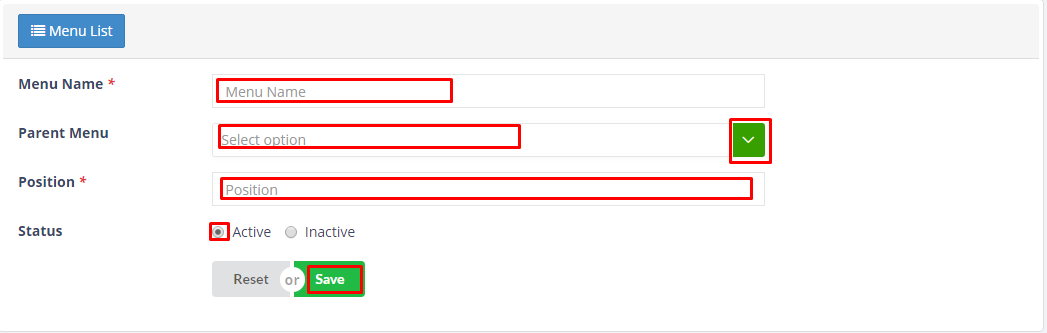 Menu List
Menu Name * Menu Name
Parent Menu Select option
Position * Position
Status Active Inactive
Reset or Save